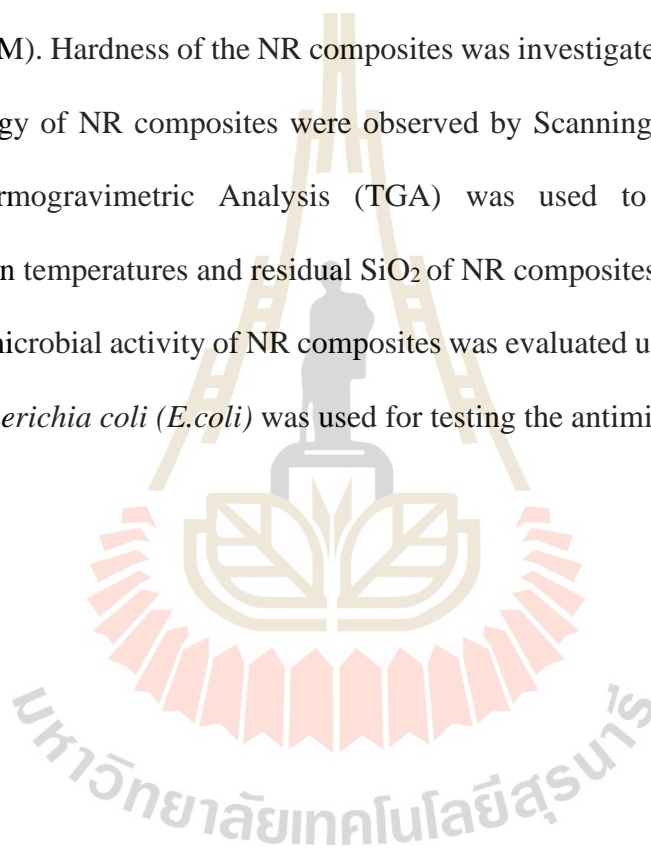 M). Hardness of the NR composites was investigate
gy of NR composites were observed by Scanning
rmogravimetric Analysis (TGA) was used to
n temperatures and residual SiO2 of NR composites
nicrobial activity of NR composites was evaluated u
erichia coli (E.coli) was used for testing the antimi
มหาวิทยาลัยเทคโนโลยีสุรนารี